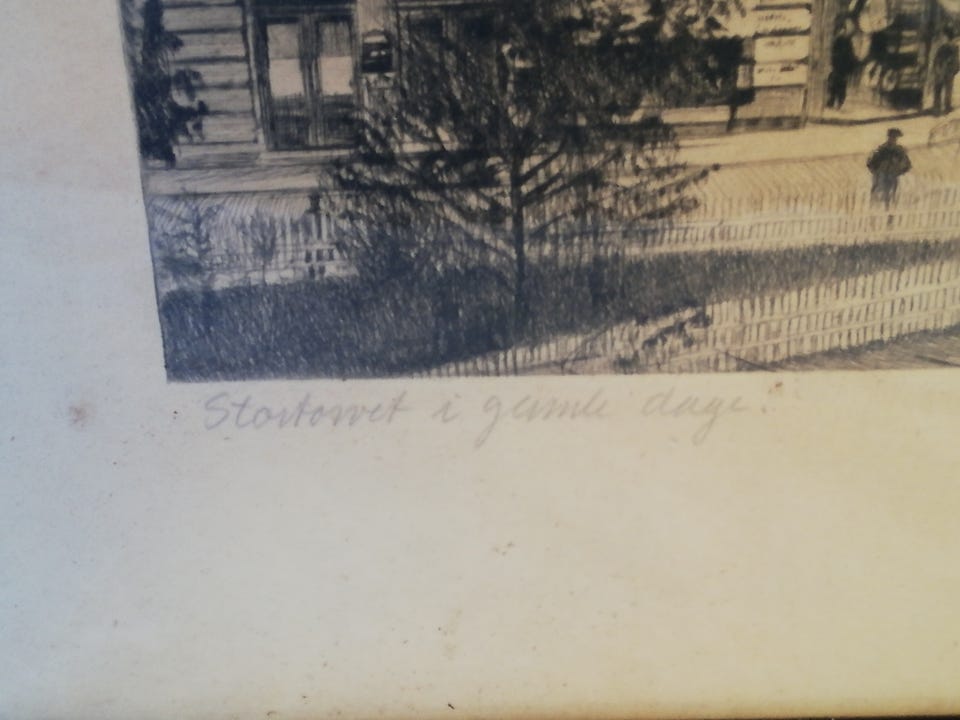 Stortorvet i gamle dage.